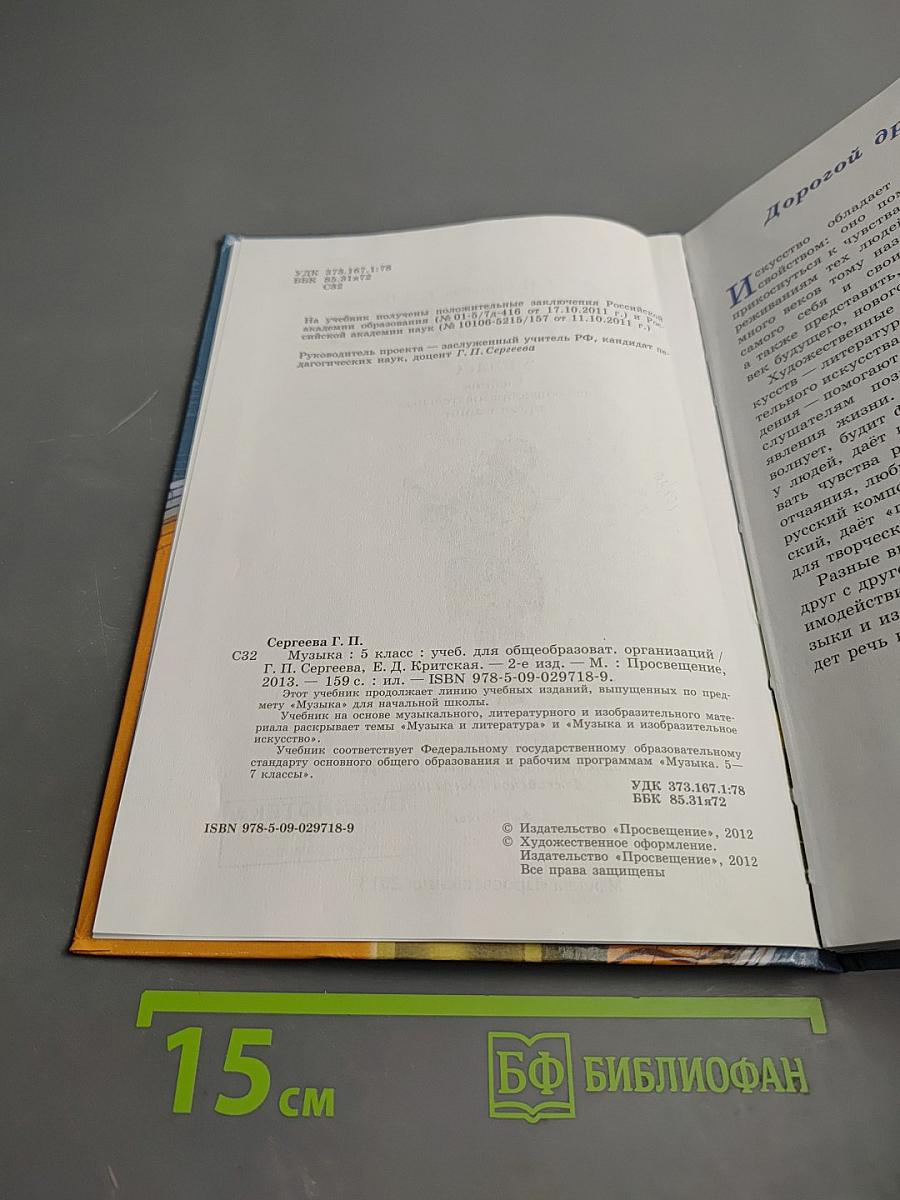 УДК 373.167.1:78
ББК 85.31я72
С32
На учебник получены положительные заключения Российской
академии образования (№ 01-5/7д-416 от 17.10.2011 г.) и Рос-
сийской академии наук (№ 10106-5215/157 от 11.10.2011 г.)
Руководитель проекта — заслуженный учитель РФ, кандидат пе-
дагогических наук, доцент Г. П. Сергеева
Сергеева Г. П.
С32 Музыка : 5 класс : учеб. для общеобразоват. организаций /
Г. П. Сергеева, Е. Д. Критская. — 2-е изд. — М. : Просвещение,
2013. — 159 с. : ил. — ISBN 978-5-09-029718-9.
Этот учебник продолжает линию учебных изданий, выпущенных по пред-
мету «Музыка» для начальной школы.
Учебник на основе музыкального, литературного и изобразительного мате-
риала раскрывает темы «Музыка и литература» и «Музыка и изобразительное
искусство».
Учебник соответствует Федеральному государственному образовательному
стандарту основного общего образования и рабочим программам «Музыка. 5—
7 классы».
УДК 373.167.1:78
ББК 85.31я72
ISBN 978-5-09-029718-9
© Издательство «Просвещение», 2012
© Художественное оформление.
Издательство «Просвещение», 2012
Все права защищены
Дорогой др
Искусство обладает
свойством: оно пом
прикоснуться к чувства
реживаниям тех людей
много веков тому наз
самого себя и свои
а также представить,
век будущего, нового
Художественные
кусств — литератур
тельного искусства
дения — помогают
слушателям поз
явления жизни.
волнует, будит ф
у людей, даёт
вать чувства р
отчаяния, люб
русский компо
ский, даёт «п
для творческ
Разные в
друг с друг
имодействи
зыки и из
дет речь
15 см
БФ БИБЛИОФАН